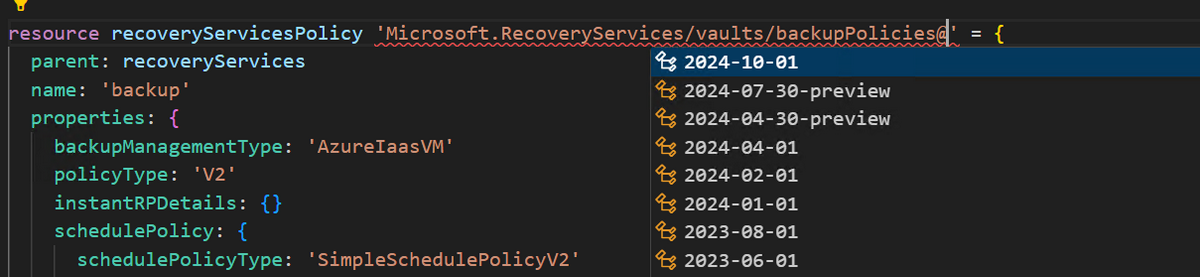 resource recoveryServicesPolicy 'Microsoft.RecoveryServices/vaults/backupPolicies@' = {
parent: recoveryServices
name: 'backup'
properties: {
backupManagementType: 'AzureIaasVM'
policyType: 'V2'
instantRPDetails: {}
schedulePolicy: {
schedulePolicyType: 'SimpleSchedulePolicyV2'
2024-10-01
2024-07-30-preview
2024-04-30-preview
2024-04-01
2024-02-01
2024-01-01
2023-08-01
2023-06-01